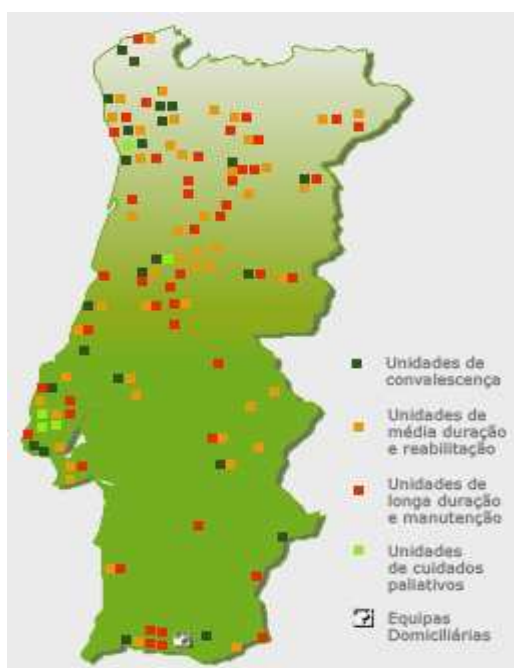 Unidades de
convalescença
Unidades de
média duração
e reabilitação
Unidades de
longa duração
e manutenção
Unidades
de cuidados
paliativos
Equipas
Domiciliárias